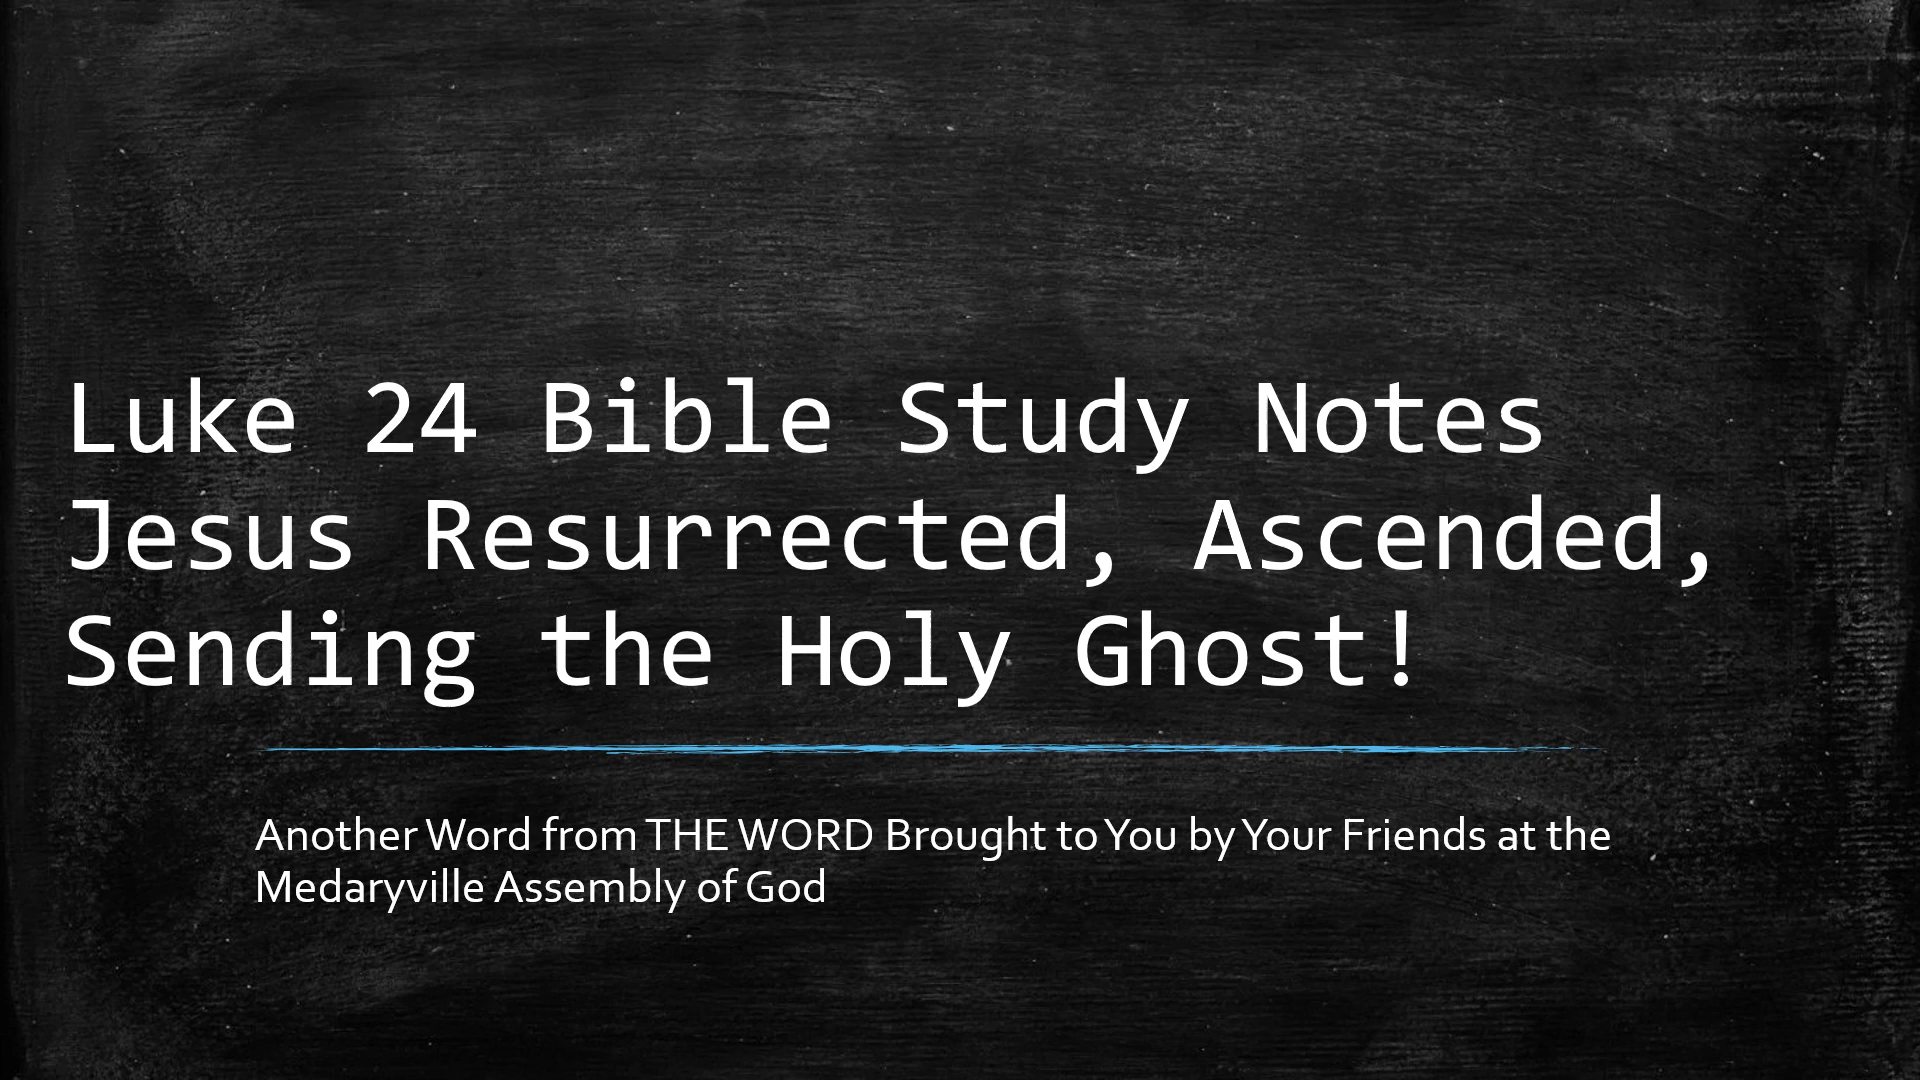 Luke 24 Bible Study Notes
Jesus Resurrected, Ascended,
Sending the Holy Ghost!
Another Word from THE WORD Brought to You by Your Friends at the
Medaryville Assembly of God